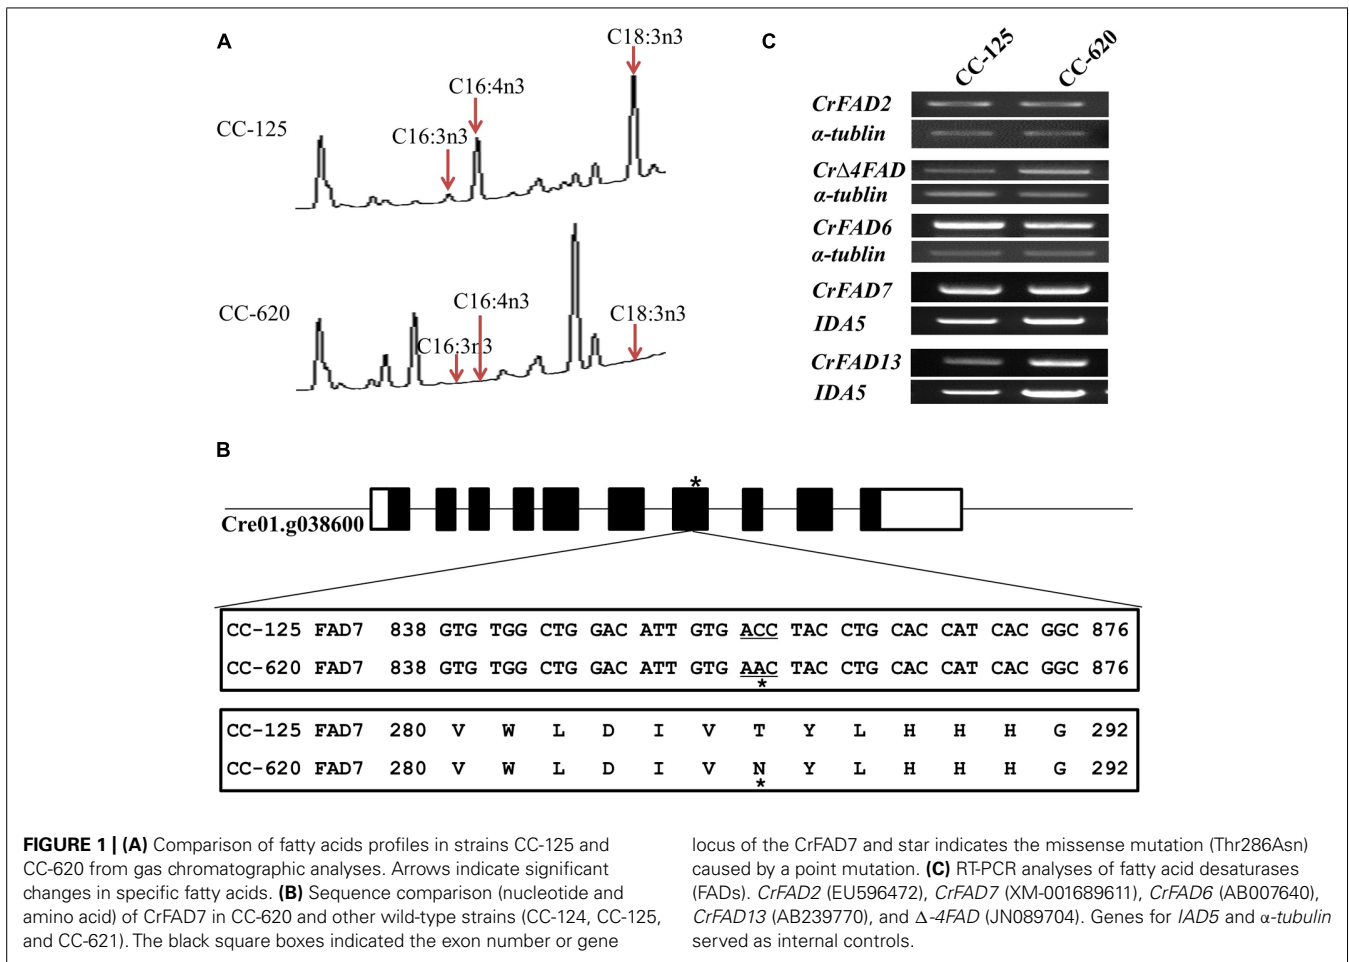 A
C18:3n3
C16:4n3
C16:3n3
CC-125
C16:4n3
C18:3n3
CC-620
C16:3n3
C
CC-125
CC-620
CrFAD2
α-tublin
CrΔ4FAD
α-tublin
CrFAD6
α-tublin
CrFAD7
IDA5
CrFAD13
IDA5
B
*
Cre01.g038600
CC-125 FAD7 838 GTG TGG CTG GAC ATT GTG ACC TAC CTG CAC CAT CAC GGC 876
CC-620 FAD7 838 GTG TGG CTG GAC ATT GTG AAC TAC CTG CAC CAT CAC GGC 876
*
CC-125 FAD7 280 V W L D I V T Y L H H H G 292
CC-620 FAD7 280 V W L D I V N Y L H H H G 292
*
FIGURE 1 | (A) Comparison of fatty acids profiles in strains CC-125 and
CC-620 from gas chromatographic analyses. Arrows indicate significant
changes in specific fatty acids. (B) Sequence comparison (nucleotide and
amino acid) of CrFAD7 in CC-620 and other wild-type strains (CC-124, CC-125,
and CC-621). The black square boxes indicated the exon number or gene
locus of the CrFAD7 and star indicates the missense mutation (Thr286Asn)
caused by a point mutation. (C) RT-PCR analyses of fatty acid desaturases
(FADs). CrFAD2 (EU596472), CrFAD7 (XM-001689611), CrFAD6 (AB007640),
CrFAD13 (AB239770), and Δ-4FAD (JN089704). Genes for IAD5 and α-tubulin
served as internal controls.